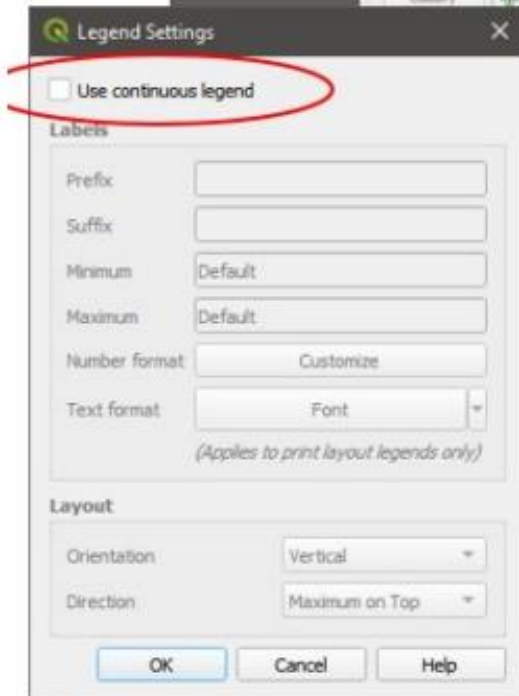 Legend Settings
Use continuous legend
Labels
Prefix
Suffix
Minimum Default
Maximum Default
Number format Customize
Text format Font
(Applies to print layout legends only)
Layout
Orientation Vertical
Direction Maximum on Top
OK Cancel Help